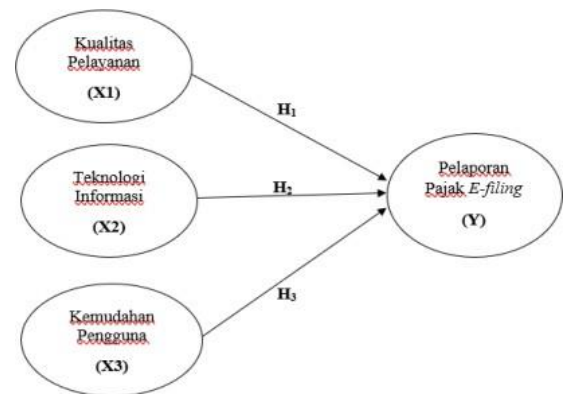 Kualitas
Pelayanan
(X1)
H1
Teknologi
Informasi
(X2)
H2
Pelaporan
Pajak E-filing
(Y)
Kemudahan
Pengguna
(X3)
H3